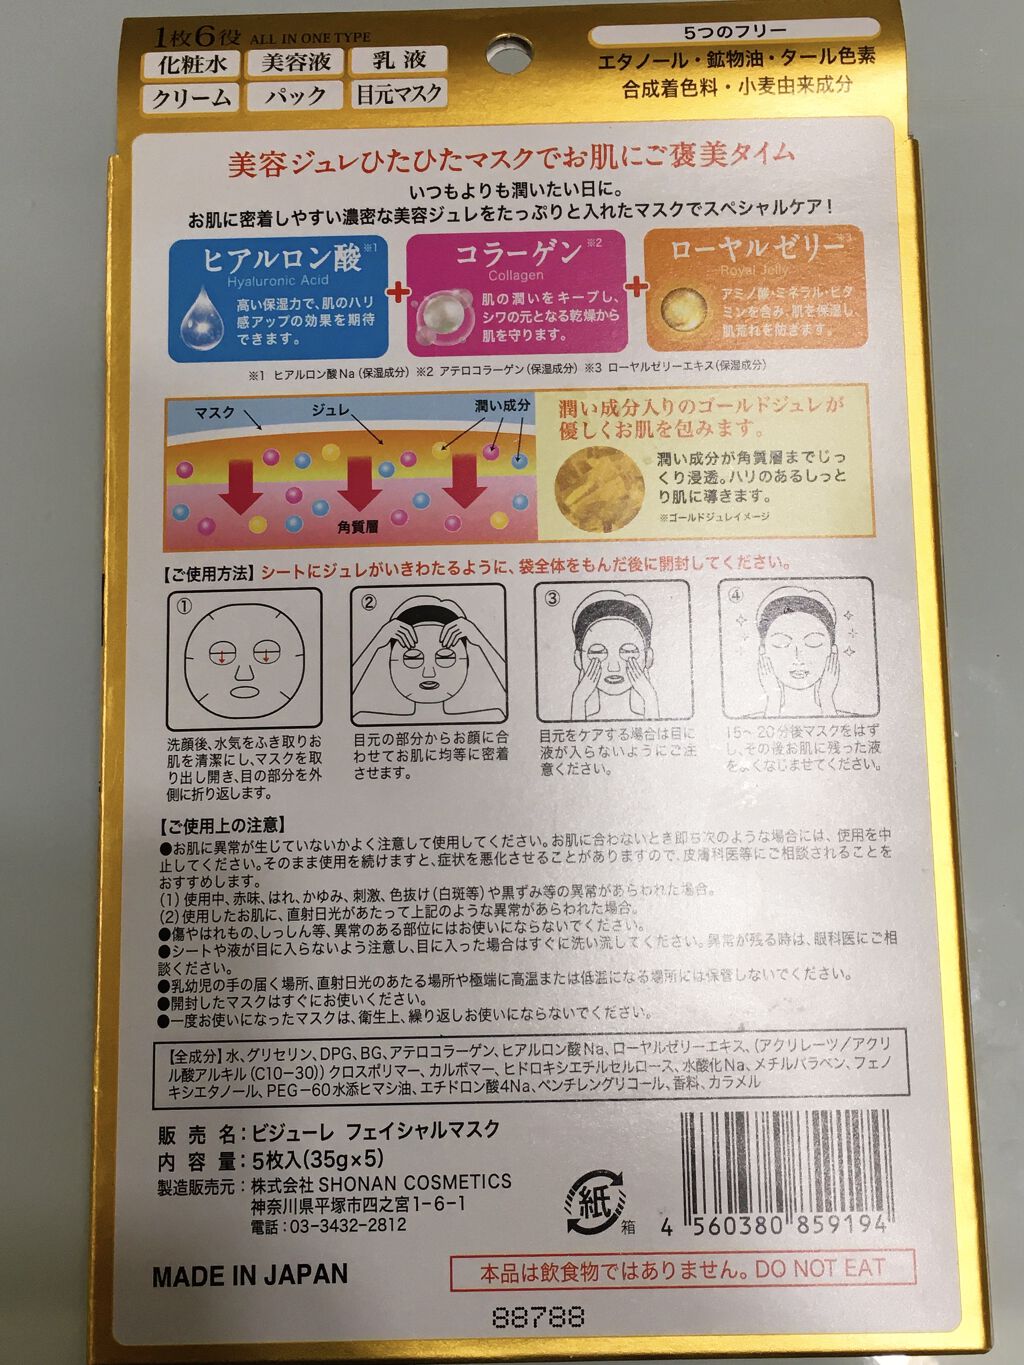 1枚6役 ALL IN ONE TYPE
化粧水 美容液 乳液
クリーム パック 目元マスク
5つのフリー
エタノール・鉱物油・タール色素
合成着色料・小麦由来成分
美容ジュレひたひたマスクでお肌にご褒美タイム
いつもよりも潤いたい日に。
お肌に密着しやすい濃密な美容ジュレをたっぷりと入れたマスクでスペシャルケア!
ヒアルロン酸※1
Hyaluronic Acid
高い保湿力で、肌のハリ
感アップの効果を期待
できます。
+
コラーゲン※2
Collagen
肌の潤いをキープし、
シワの元となる乾燥から
肌を守ります。
+
ローヤルゼリー※3
Royal Jelly
アミノ酸・ミネラル・ビタ
ミンを含み、肌を保湿し、
肌荒れを防ぎます。
※1 ヒアルロン酸Na(保湿成分) ※2 アテロコラーゲン(保湿成分) ※3 ローヤルゼリーエキス(保湿成分)
マスク ジュレ 潤い成分
角質層
潤い成分入りのゴールドジュレが
優しくお肌を包みます。
潤い成分が角質層までじっ
くり浸透。ハリのあるしっと
り肌に導きます。
※ゴールドジュレイメージ
【ご使用方法】シートにジュレがいきわたるように、袋全体をもんだ後に開封してください。
①
洗顔後、水気をふき取りお
肌を清潔にし、マスクを取
り出し開き、目の部分を外
側に折り返します。
②
目元の部分からお顔に合
わせてお肌に均等に密着
させます。
③
目元をケアする場合は目に
液が入らないようにご注
意ください。
④
15〜20分後マスクをはず
し、その後お肌に残った液
をよくなじませてください。
【ご使用上の注意】
●お肌に異常が生じていないかよく注意して使用してください。お肌に合わないとき即ち次のような場合には、使用を中
止してください。そのまま使用を続けますと、症状を悪化させることがありますので、皮膚科医等にご相談されることを
おすすめします。
(1)使用中、赤味、はれ、かゆみ、刺激、色抜け(白斑等)や黒ずみ等の異常があらわれた場合。
(2)使用したお肌に、直射日光があたって上記のような異常があらわれた場合。
●傷やはれもの、しっしん等、異常のある部位にはお使いにならないでください。
●シートや液が目に入らないよう注意し、目に入った場合はすぐに洗い流してください。異常が残る時は、眼科医にご相
談ください。
●乳幼児の手の届く場所、直射日光のあたる場所や極端に高温または低温になる場所には保管しないでください。
●開封したマスクはすぐにお使いください。
●一度お使いになったマスクは、衛生上、繰り返しお使いにならないでください。
【全成分】水、グリセリン、DPG、BG、アテロコラーゲン、ヒアルロン酸Na、ローヤルゼリーエキス、(アクリレーツ/アクリ
ル酸アルキル(C10-30))クロスポリマー、カルボマー、ヒドロキシエチルセルロース、水酸化Na、メチルパラベン、フェノ
キシエタノール、PEG-60水添ヒマシ油、エチドロン酸4Na、ペンチレングリコール、香料、カラメル
販売名:ビジューレ フェイシャルマスク
内容量:5枚入(35g×5)
製造販売元:株式会社 SHONAN COSMETICS
神奈川県平塚市四之宮1-6-1
電話:03-3432-2812
紙
箱
4 560380 859194
MADE IN JAPAN
本品は飲食物ではありません。DO NOT EAT
88788